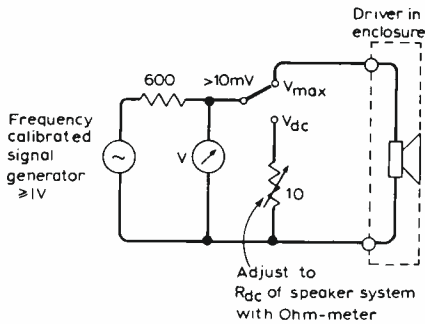 Driver in
enclosure
600
>10mV
Vmax
Frequency
calibrated
signal
generator
⩾1V
~
V
Vdc
10
Adjust to
Rdc of speaker system
with Ohm-meter